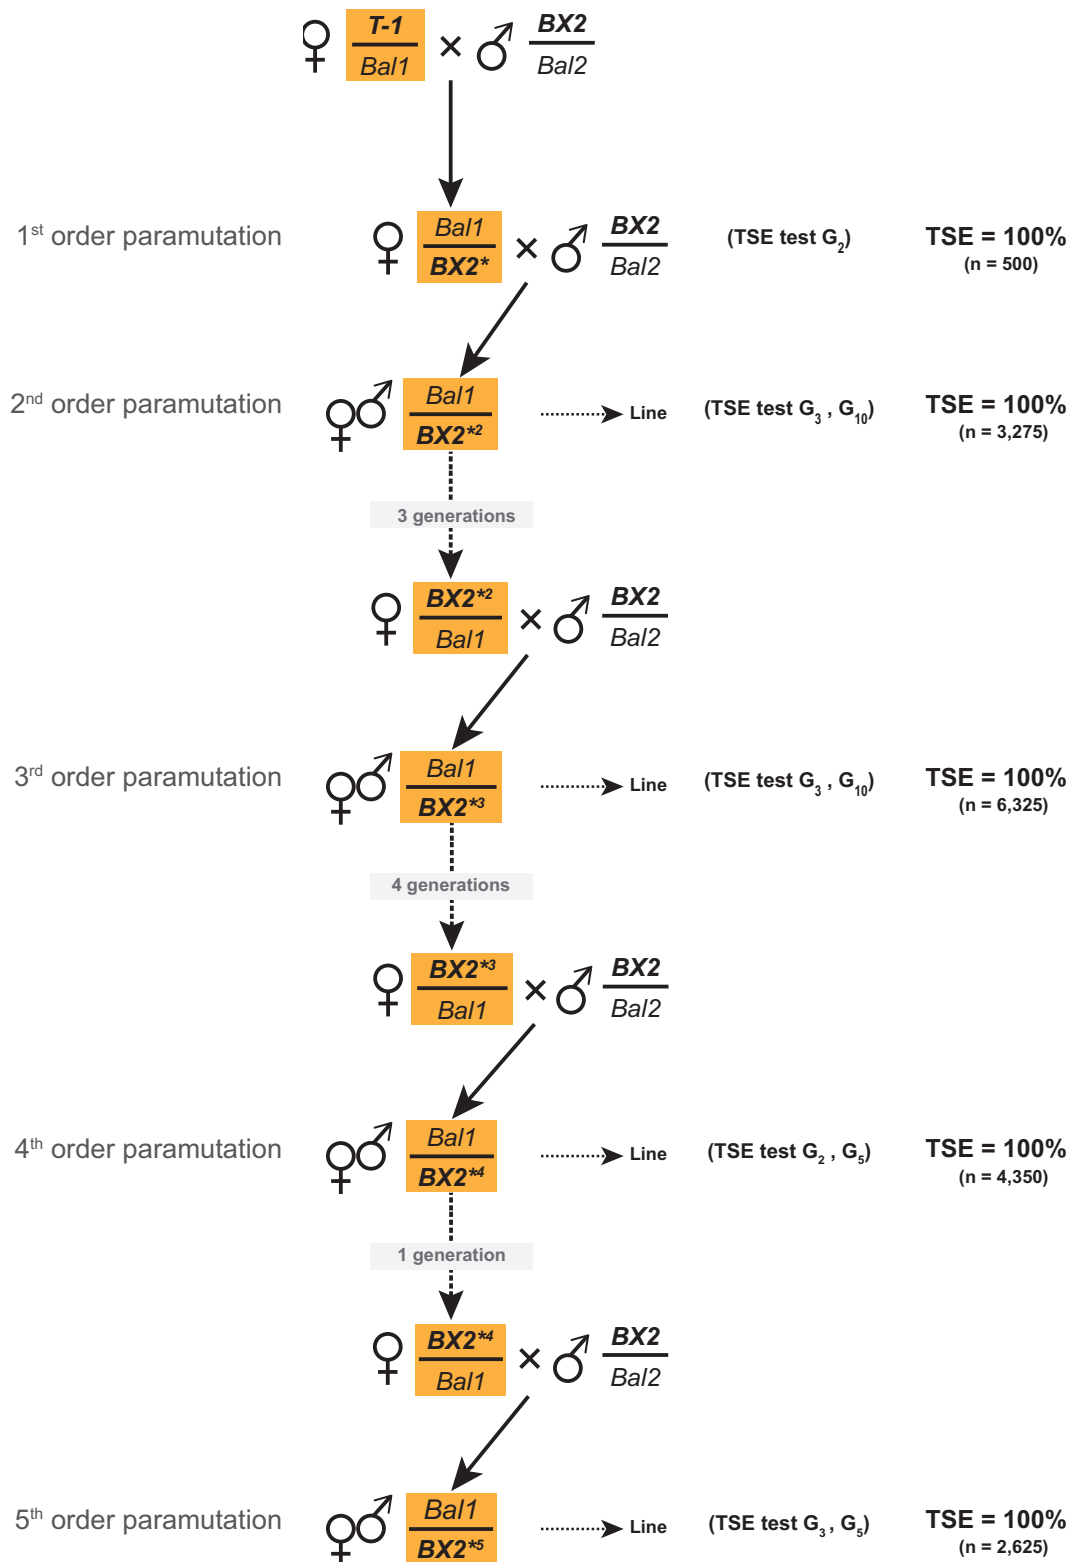 ♀ T-1 × ♂ BX2
Bal1 Bal2
1st order paramutation ♀ Bal1 × ♂ BX2 (TSE test G2) TSE = 100%
BX2* Bal2 (n = 500)
2nd order paramutation ♀♂ Bal1 Line (TSE test G3 , G10) TSE = 100%
BX2*2 (n = 3,275)
3 generations
♀ BX2*2 × ♂ BX2
Bal1 Bal2
3rd order paramutation ♀♂ Bal1 Line (TSE test G3 , G10) TSE = 100%
BX2*3 (n = 6,325)
4 generations
♀ BX2*3 × ♂ BX2
Bal1 Bal2
4th order paramutation ♀♂ Bal1 Line (TSE test G2 , G5) TSE = 100%
BX2*4 (n = 4,350)
1 generation
♀ BX2*4 × ♂ BX2
Bal1 Bal2
5th order paramutation ♀♂ Bal1 Line (TSE test G3 , G5) TSE = 100%
BX2*5 (n = 2,625)